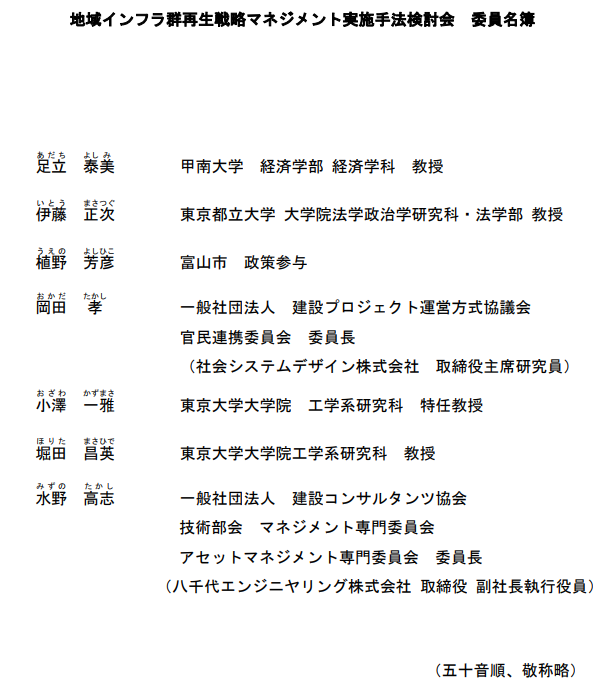 地域インフラ群再生戦略マネジメント実施手法検討会　委員名簿
あだち　よしみ
足立　泰美　甲南大学　経済学部 経済学科　教授
いとう　まさつぐ
伊藤　正次　東京都立大学 大学院法学政治学研究科・法学部 教授
うえの　よしひこ
植野　芳彦　富山市　政策参与
おかだ　たかし
岡田　孝　一般社団法人　建設プロジェクト運営方式協議会
官民連携委員会　委員長
（社会システムデザイン株式会社　取締役主席研究員）
おざわ　かずまさ
小澤　一雅　東京大学大学院　工学系研究科　特任教授
ほりた　まさひで
堀田　昌英　東京大学大学院工学系研究科　教授
みずの　たかし
水野　高志　一般社団法人　建設コンサルタンツ協会
技術部会　マネジメント専門委員会
アセットマネジメント専門委員会　委員長
（八千代エンジニヤリング株式会社 取締役 副社長執行役員）
（五十音順、敬称略）